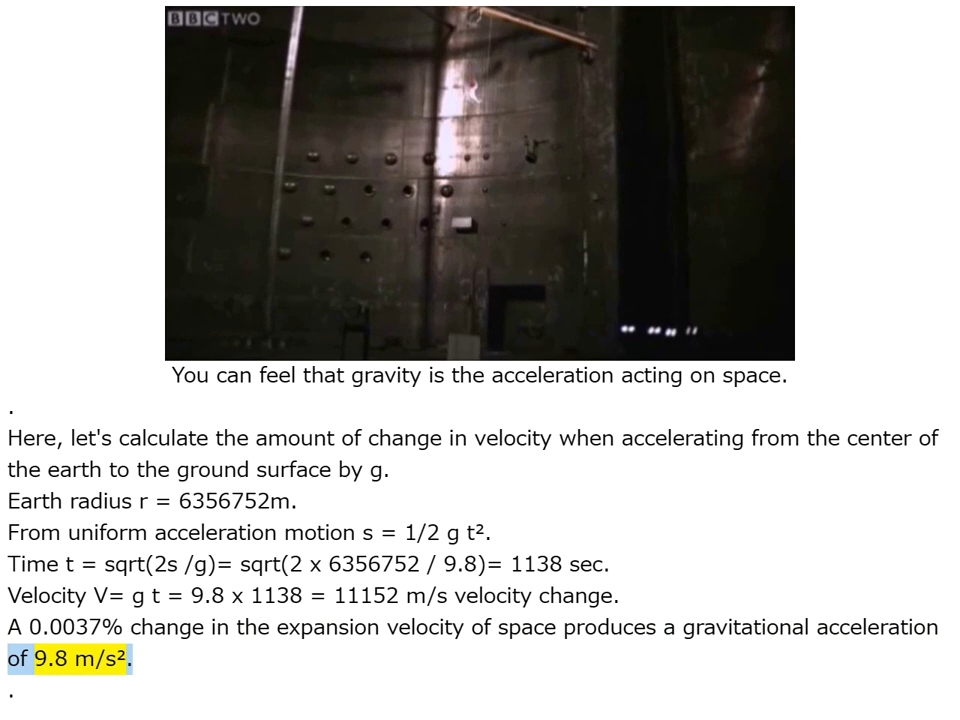 BBC TWO
You can feel that gravity is the acceleration acting on space.
.
Here, let's calculate the amount of change in velocity when accelerating from the center of
the earth to the ground surface by g.
Earth radius r = 6356752m.
From uniform acceleration motion s = 1/2 g t².
Time t = sqrt(2s /g)= sqrt(2 x 6356752 / 9.8)= 1138 sec.
Velocity V= g t = 9.8 x 1138 = 11152 m/s velocity change.
A 0.0037% change in the expansion velocity of space produces a gravitational acceleration
of 9.8 m/s².
.